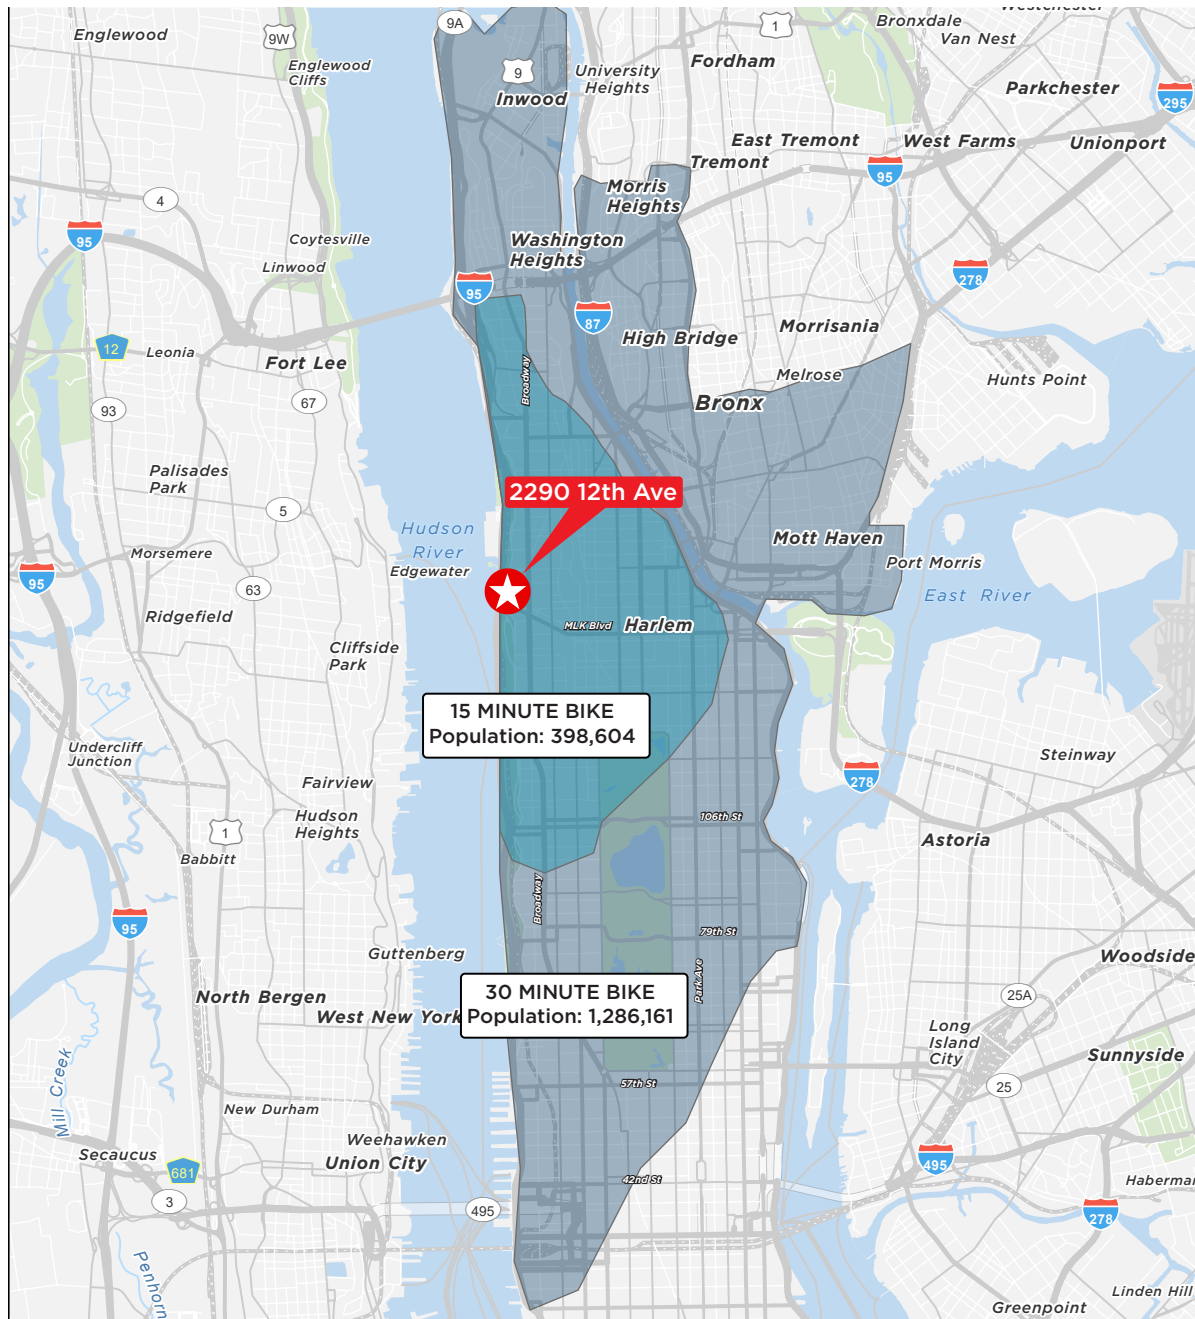 Westchester
Bronxdale
Van Nest
Englewood
9W
9A
1
Englewood
Cliffs
9
Inwood
University
Heights
Fordham
Parkchester
295
East Tremont
Tremont
West Farms
Unionport
95
Morris
Heights
4
95
Coytesville
Linwood
Washington
Heights
278
95
87
High Bridge
Morrisania
12
Leonia
Fort Lee
Melrose
Hunts Point
Broadway
93
67
Bronx
Palisades
Park
2290 12th Ave
5
Hudson
River
Mott Haven
Morsemere
Edgewater
Port Morris
95
63
East River
Ridgefield
MLK Blvd
Harlem
Cliffside
Park
15 MINUTE BIKE
Population: 398,604
Undercliff
Junction
Steinway
Fairview
278
Hudson
Heights
106th St
1
Astoria
Babbitt
Broadway
95
79th St
Guttenberg
Woodside
Park Ave
30 MINUTE BIKE
Population: 1,286,161
North Bergen
West New York
25A
Long
Island
City
Sunnyside
57th St
25
Mill Creek
New Durham
Weehawken
Secaucus
Union City
681
495
42nd St
Haberman
3
495
278
Penhorn
Linden Hill
Greenpoint